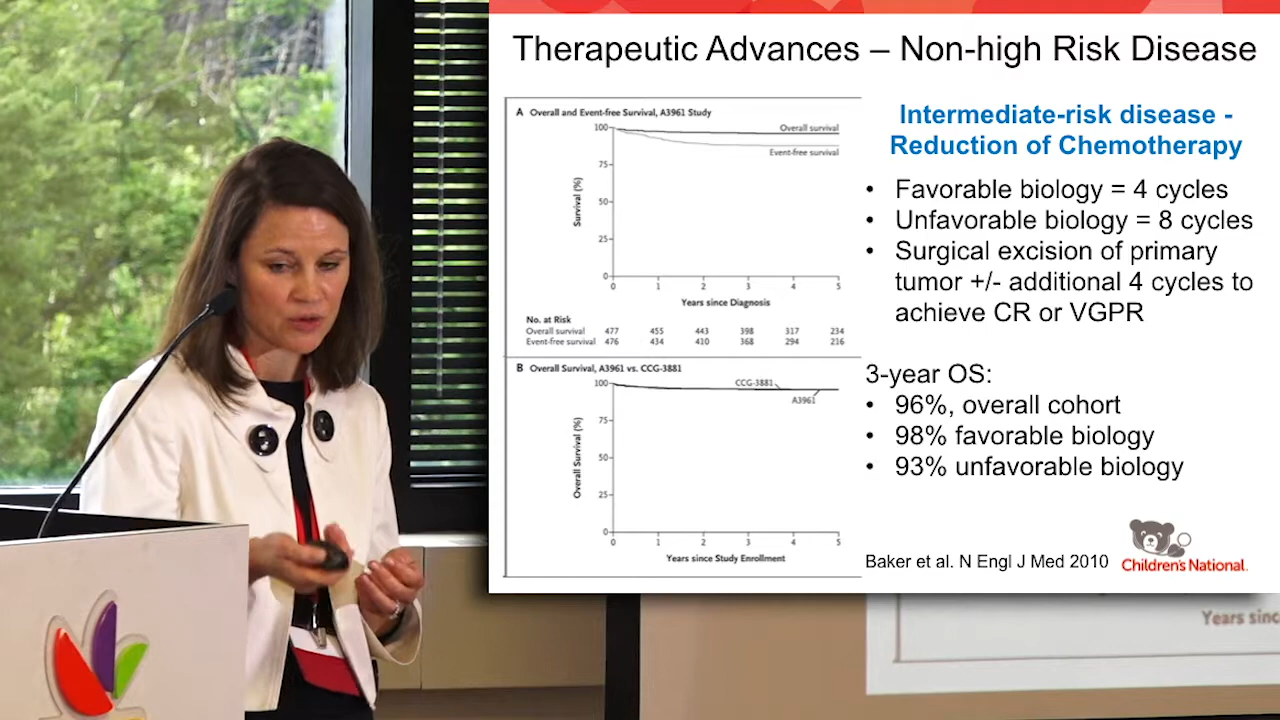 Therapeutic Advances – Non-high Risk Disease
A Overall and Event-free Survival, A3961 Study
100
75
50
25
0
Survival (%)
Overall survival
Event-free survival
0 1 2 3 4 5
Years since Diagnosis
No. at Risk
Overall survival 477 455 443 398 317 234
Event-free survival 476 434 410 368 294 216
B Overall Survival, A3961 vs. CCG-3881
100
75
50
25
0
Overall Survival (%)
CCG-3881
A3961
0 1 2 3 4 5
Years since Study Enrollment
Intermediate-risk disease -
Reduction of Chemotherapy
• Favorable biology = 4 cycles
• Unfavorable biology = 8 cycles
• Surgical excision of primary
tumor +/- additional 4 cycles to
achieve CR or VGPR
3-year OS:
• 96%, overall cohort
• 98% favorable biology
• 93% unfavorable biology
Baker et al. N Engl J Med 2010
Children's National.
Years sinc